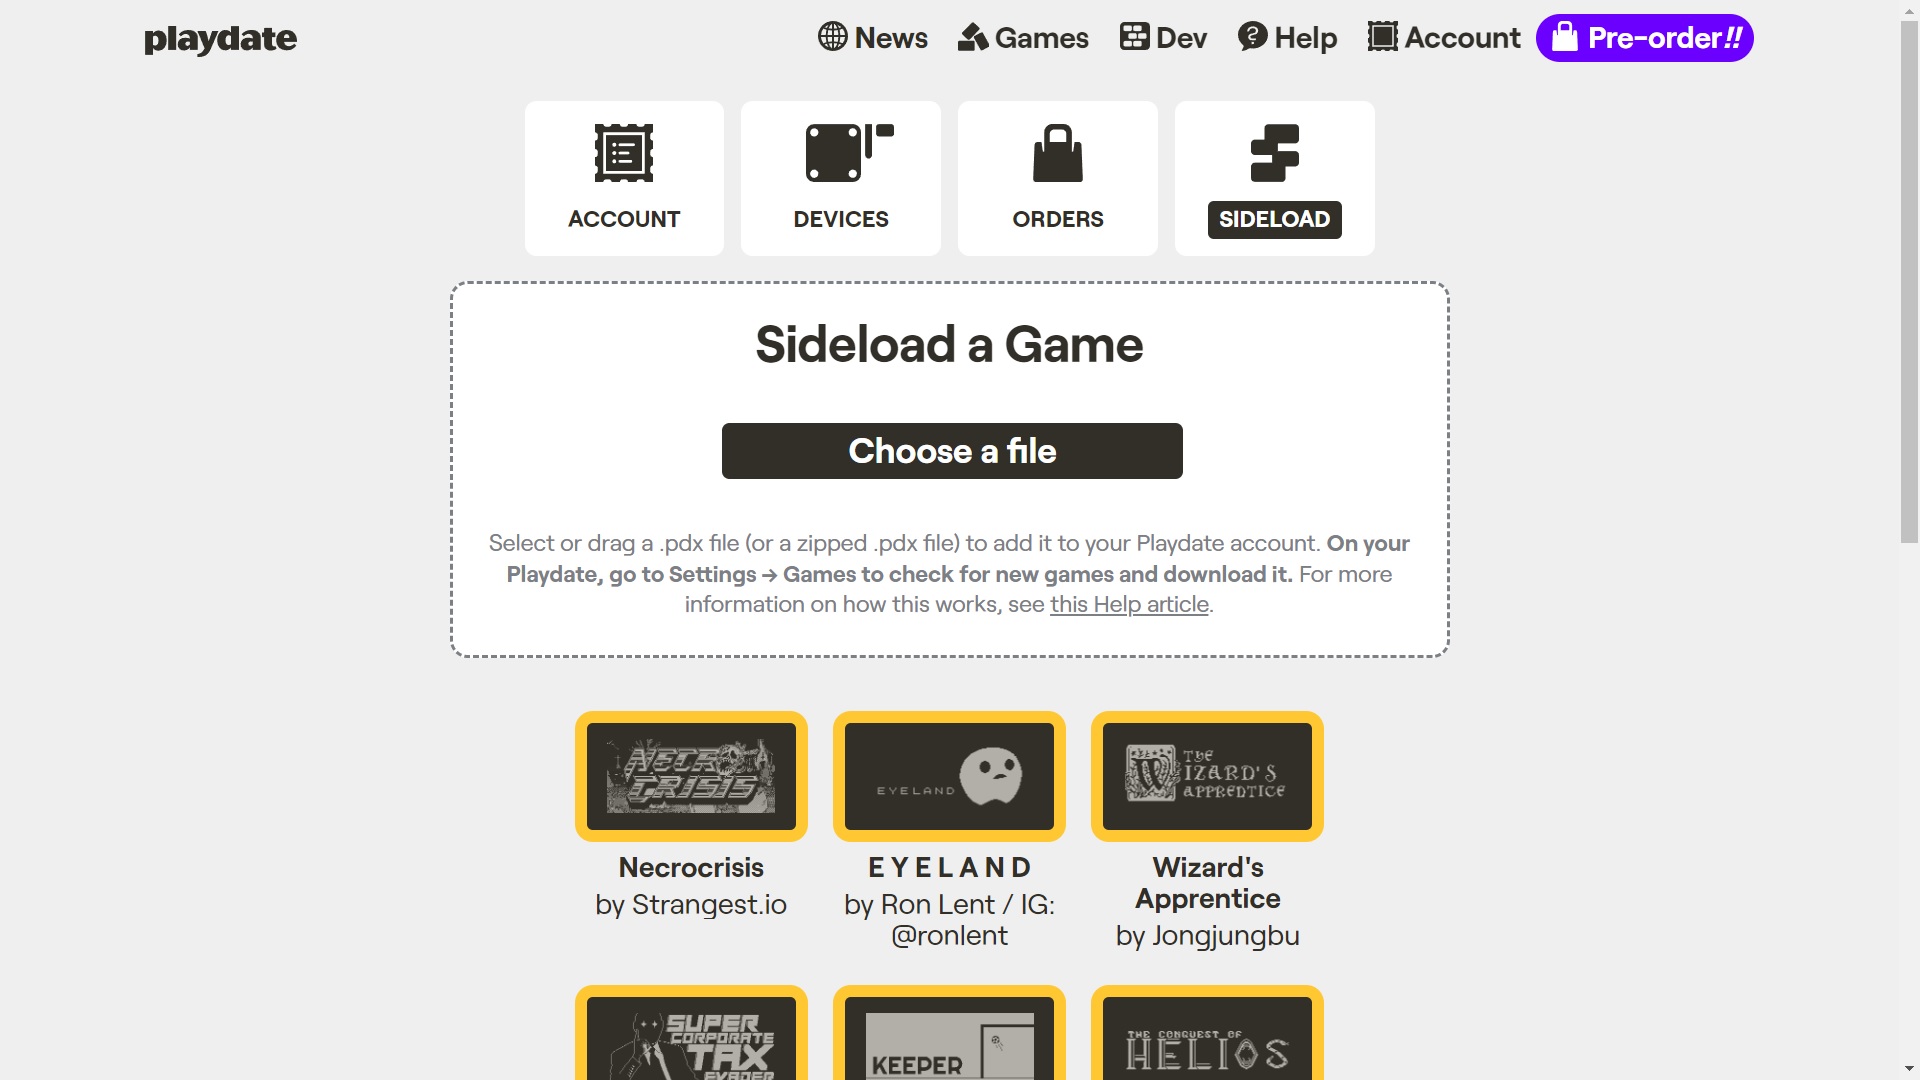 playdate
News
Games
Dev
Help
Account
Pre-order!!
ACCOUNT
DEVICES
ORDERS
SIDELOAD
Sideload a Game
Choose a file
Select or drag a .pdx file (or a zipped .pdx file) to add it to your Playdate account. On your
Playdate, go to Settings → Games to check for new games and download it. For more
information on how this works, see this Help article.
NECRO
CRISIS
EYELAND
THE
WIZARD'S
APPRENTICE
Necrocrisis
by Strangest.io
E Y E L A N D
by Ron Lent / IG:
@ronlent
Wizard's
Apprentice
by Jongjungbu
SUPER
CORPORATE
TAX
EVADER
KEEPER
THE CONQUEST OF
HELIOS